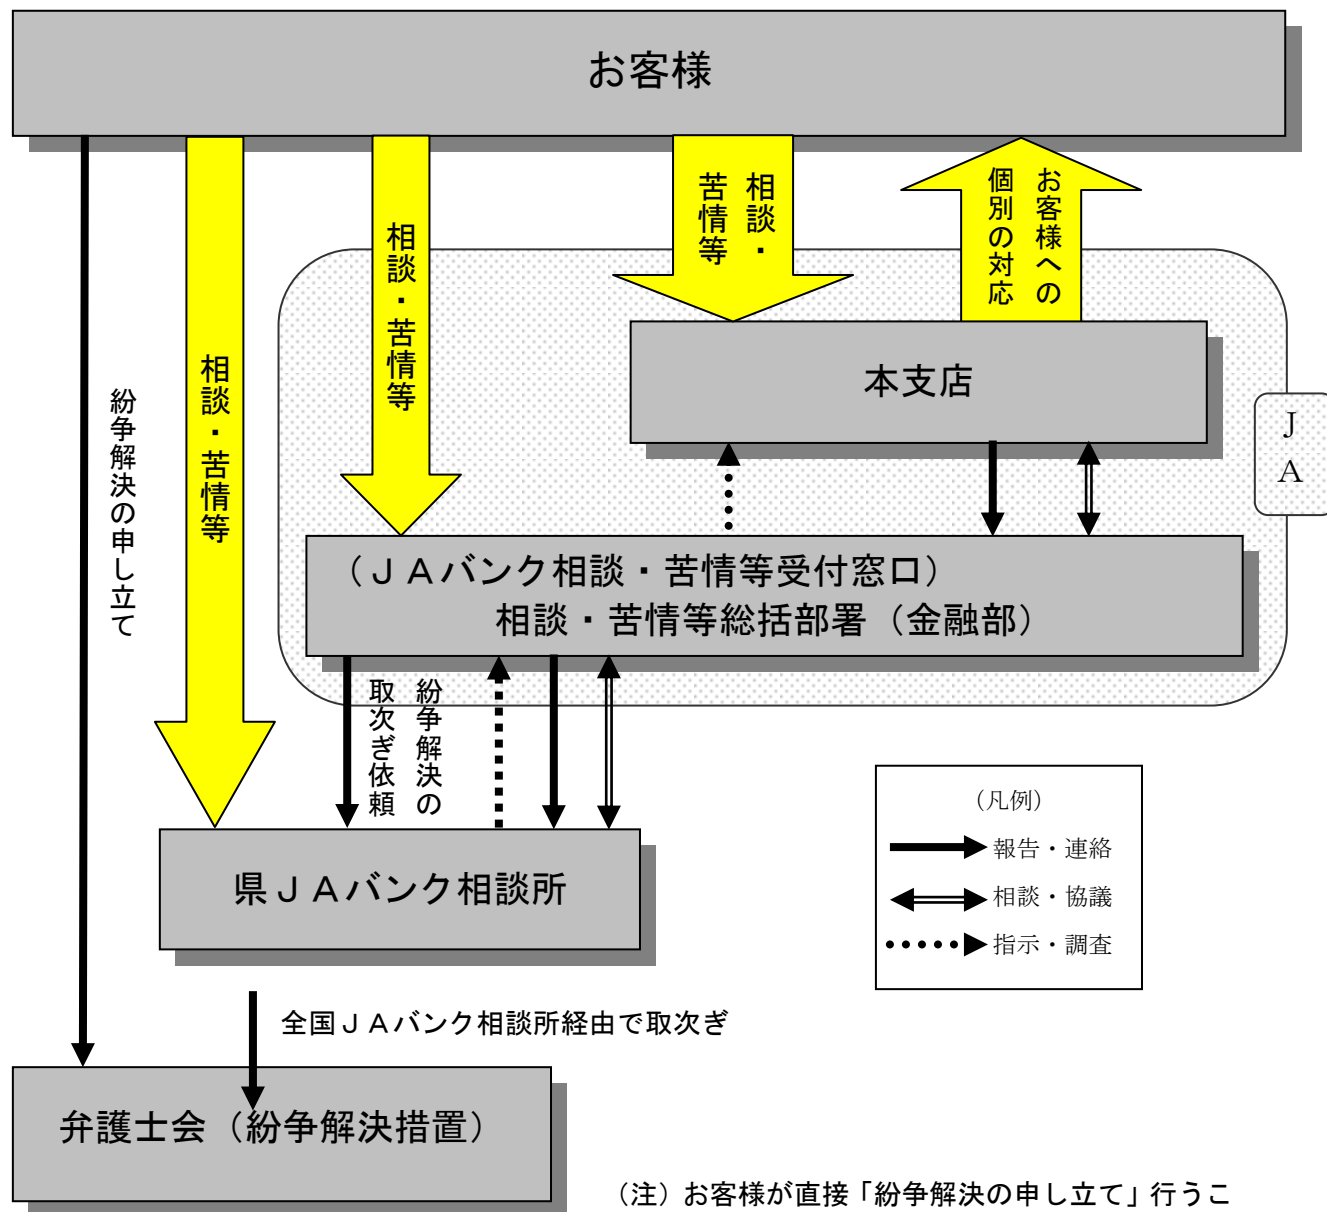 お客様
相談・
苦情等
お客様への
個別の対応
相談・苦情等
相談・苦情等
紛争解決の申し立て
本支店
J
A
（ＪＡバンク相談・苦情等受付窓口）
相談・苦情等総括部署（金融部）
紛争解決の
取次ぎ依頼
県ＪＡバンク相談所
（凡例）
報告・連絡
相談・協議
指示・調査
全国ＪＡバンク相談所経由で取次ぎ
弁護士会（紛争解決措置）
（注）お客様が直接「紛争解決の申し立て」行うこ